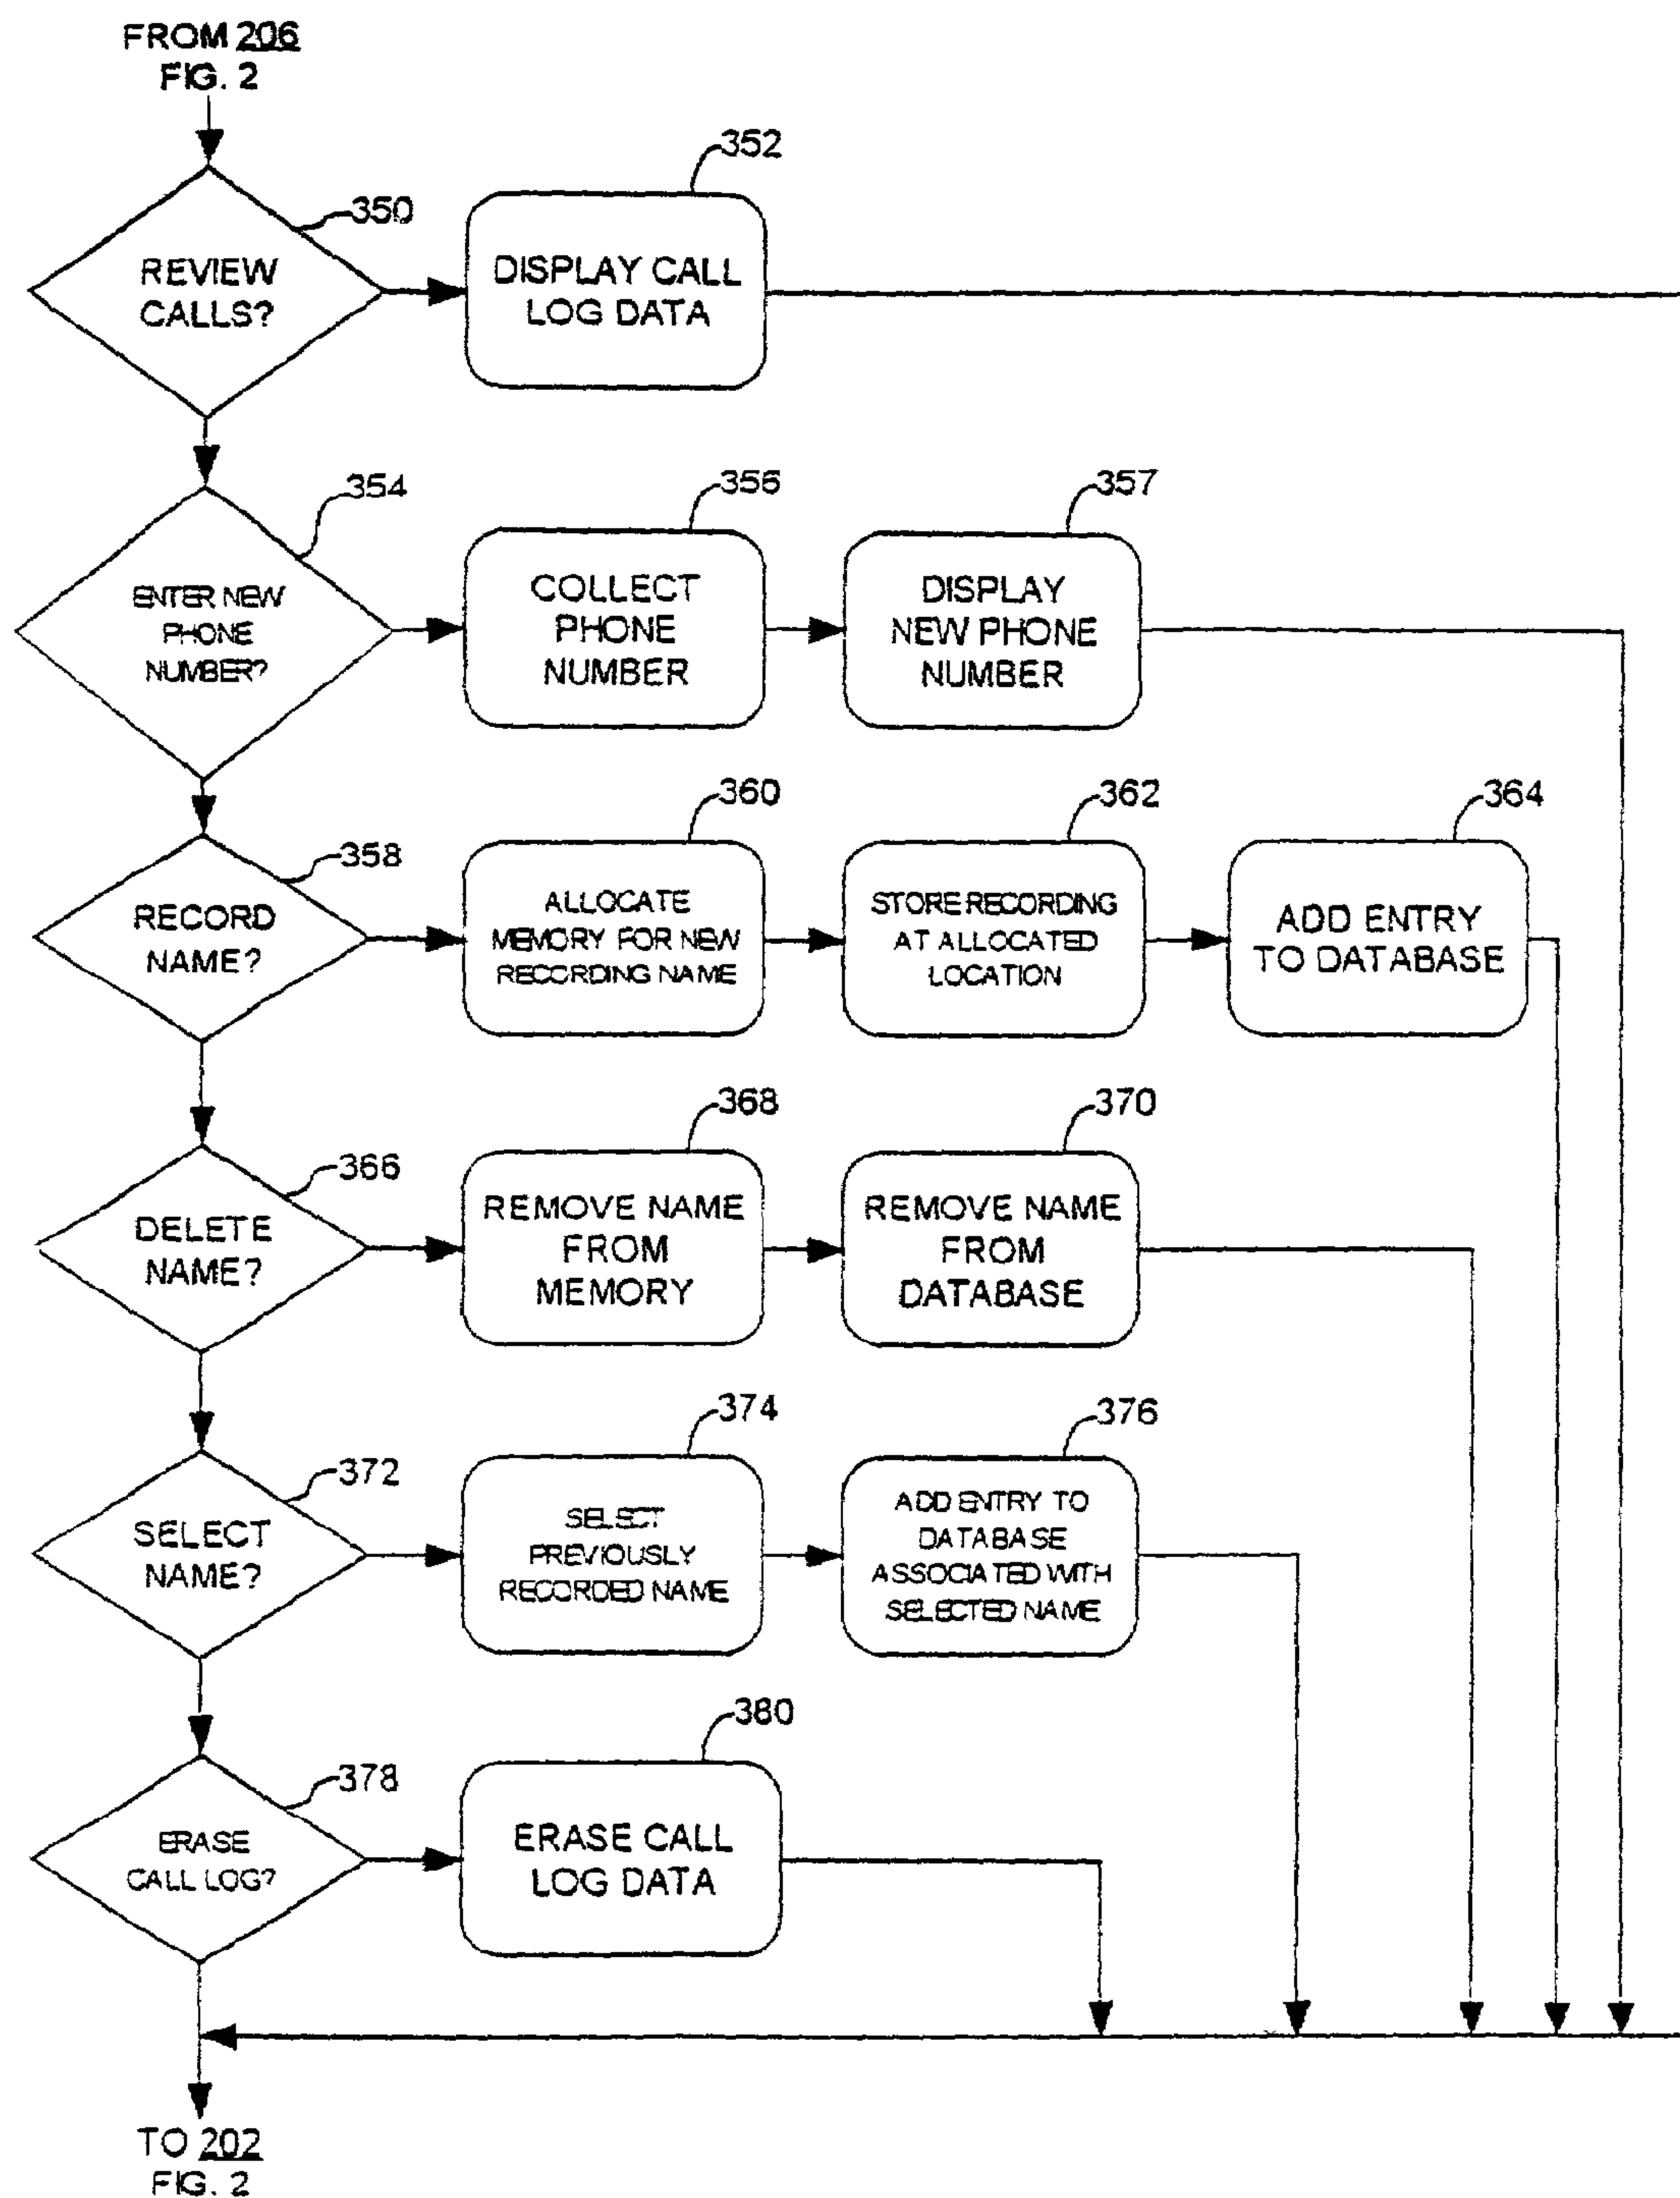 FROM 206
FIG. 2
352
350
REVIEW
CALLS?
DISPLAY CALL
LOG DATA
354
356
357
ENTER NEW
PHONE
NUMBER?
COLLECT
PHONE
NUMBER
DISPLAY
NEW PHONE
NUMBER
358
360
362
364
RECORD
NAME?
ALLOCATE
MEMORY FOR NEW
RECORDING NAME
STORE RECORDING
AT ALLOCATED
LOCATION
ADD ENTRY
TO DATABASE
366
368
370
DELETE
NAME?
REMOVE NAME
FROM
MEMORY
REMOVE NAME
FROM
DATABASE
372
374
376
SELECT
NAME?
SELECT
PREVIOUSLY
RECORDED NAME
ADD ENTRY TO
DATABASE
ASSOCIATED WITH
SELECTED NAME
378
380
ERASE
CALL LOG?
ERASE CALL
LOG DATA
TO 202
FIG. 2